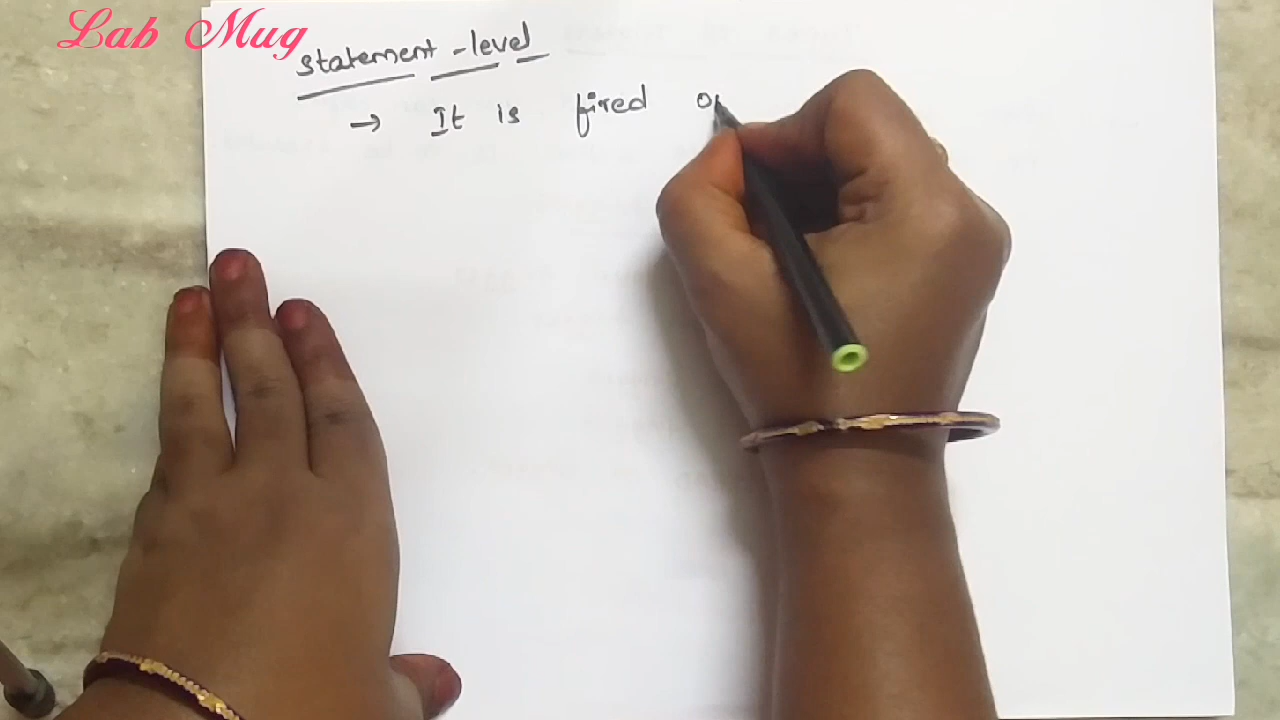 Lab Mug
Statement-level
→ It is fired